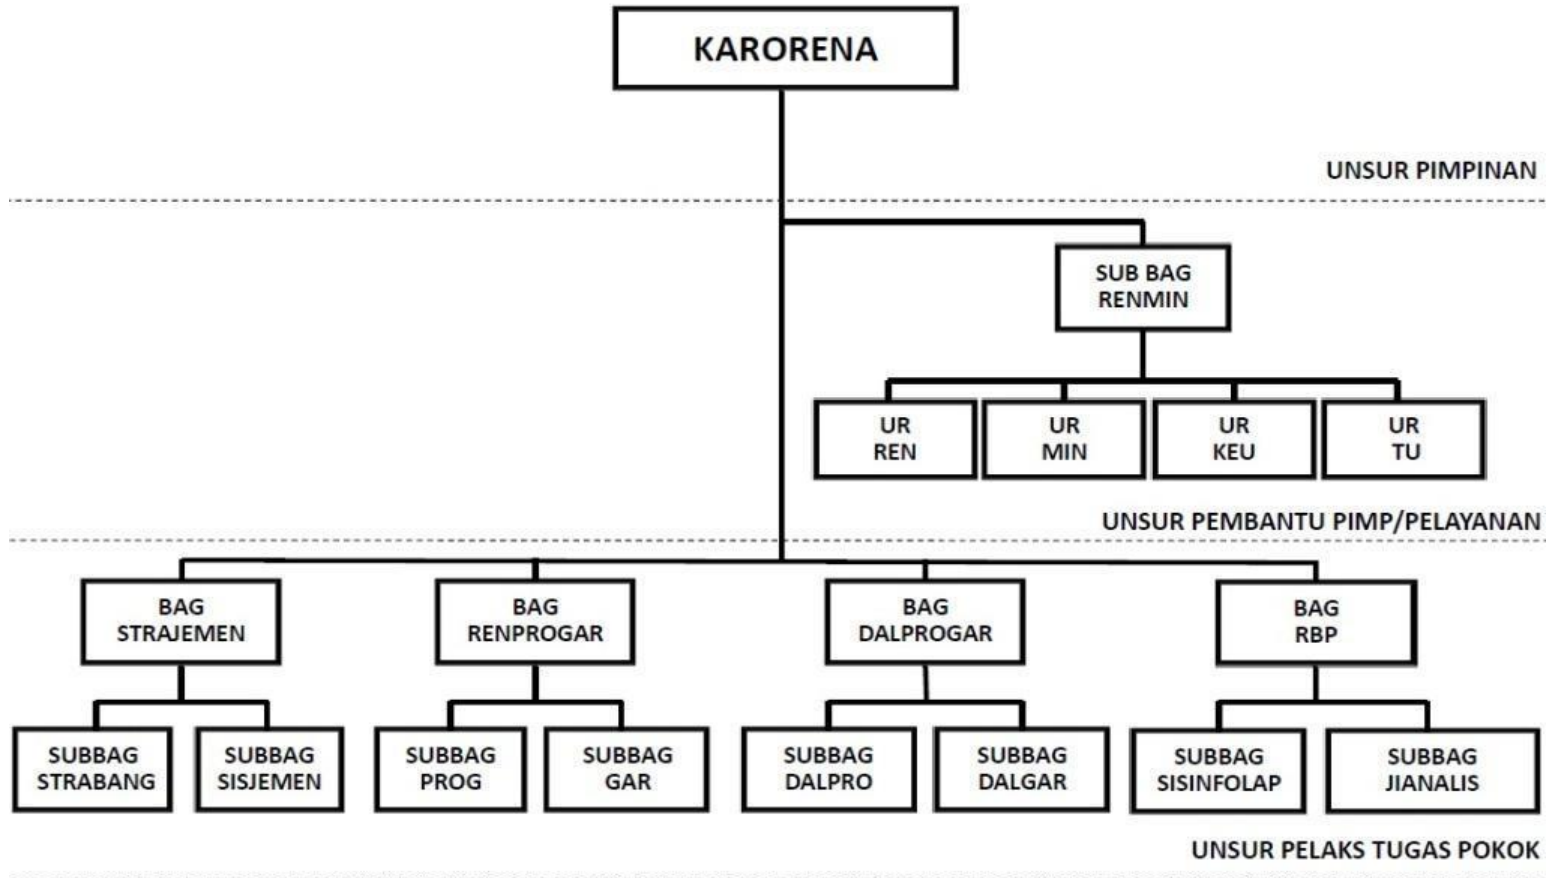 KARORENA
UNSUR PIMPINAN
SUB BAG
RENMIN
UR
REN
UR
MIN
UR
KEU
UR
TU
UNSUR PEMBANTU PIMP/PELAYANAN
BAG
STRAJEMEN
BAG
RENPROGAR
BAG
DALPROGAR
BAG
RBP
SUBBAG
STRABANG
SUBBAG
SISJEMEN
SUBBAG
PROG
SUBBAG
GAR
SUBBAG
DALPRO
SUBBAG
DALGAR
SUBBAG
SISINFOLAP
SUBBAG
JIANALIS
UNSUR PELAKS TUGAS POKOK